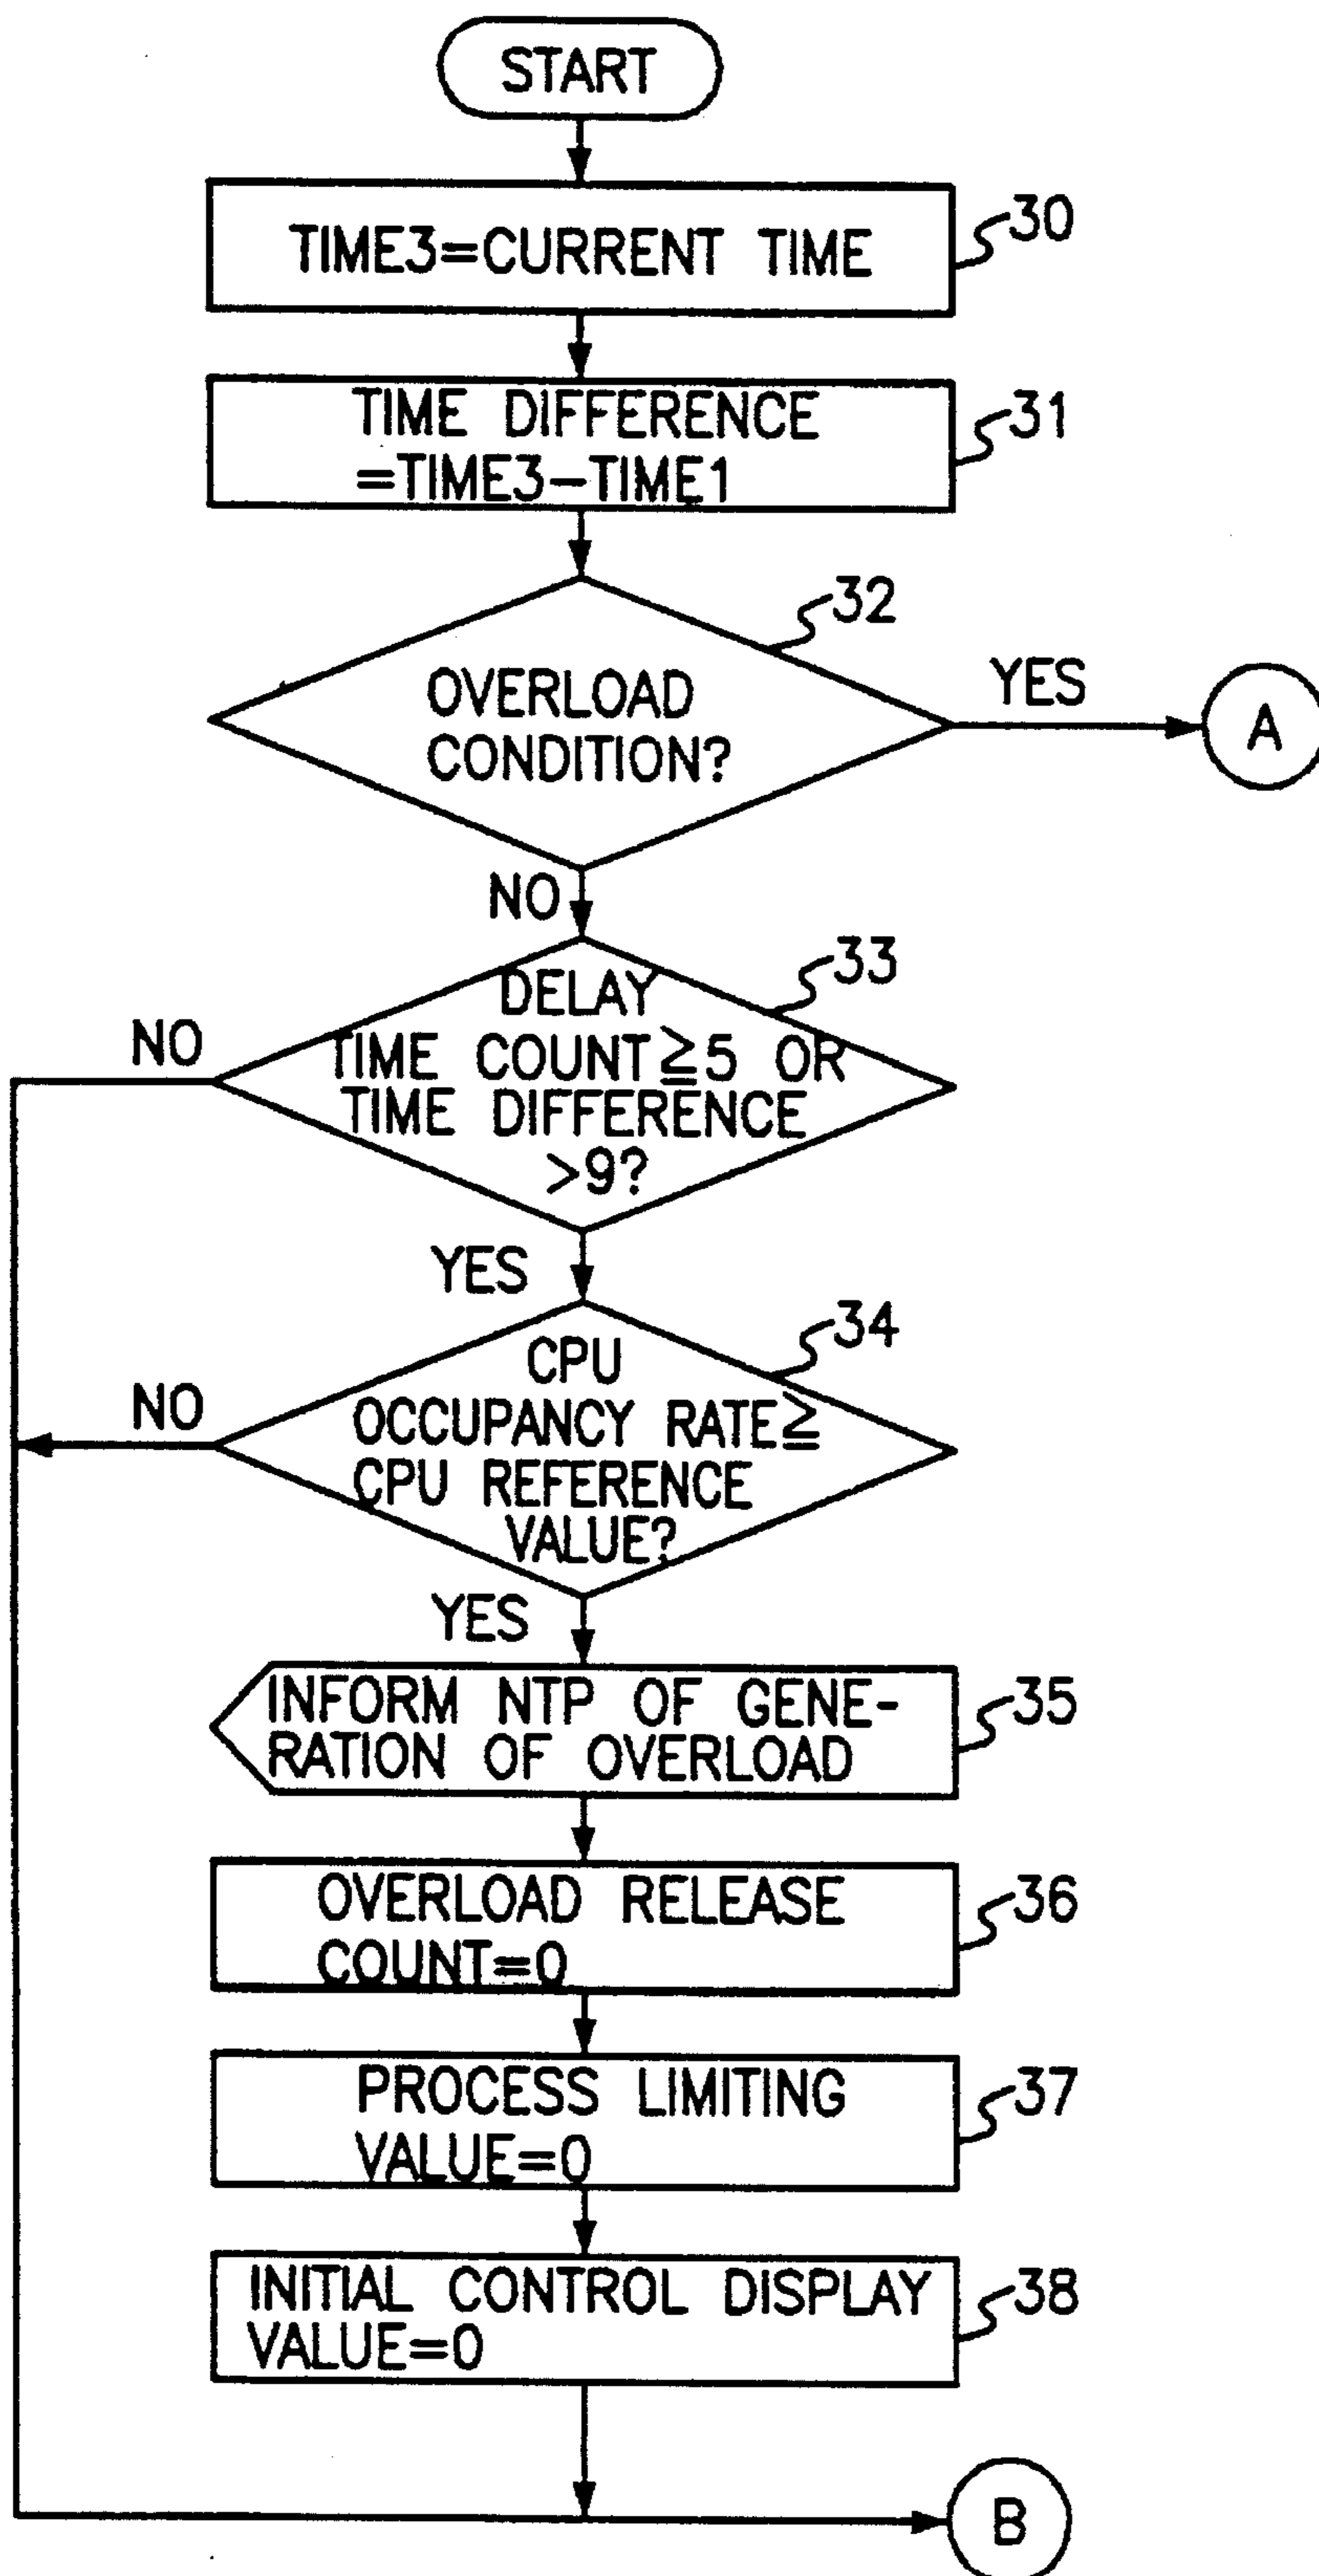 START
TIME3=CURRENT TIME
30
TIME DIFFERENCE
=TIME3-TIME1
31
32
OVERLOAD
CONDITION?
YES
A
NO
33
DELAY
TIME COUNT≧5 OR
TIME DIFFERENCE
>9?
NO
YES
34
CPU
OCCUPANCY RATE≧
CPU REFERENCE
VALUE?
NO
YES
INFORM NTP OF GENE-
RATION OF OVERLOAD
35
OVERLOAD RELEASE
COUNT=0
36
PROCESS LIMITING
VALUE=0
37
INITIAL CONTROL DISPLAY
VALUE=0
38
B